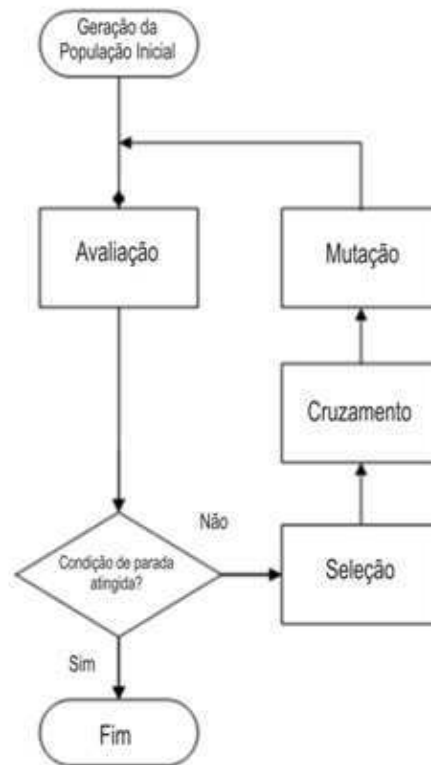 Geração da
População Inicial
Avaliação
Mutação
Cruzamento
Não
Condição de parada
atingida?
Seleção
Sim
Fim